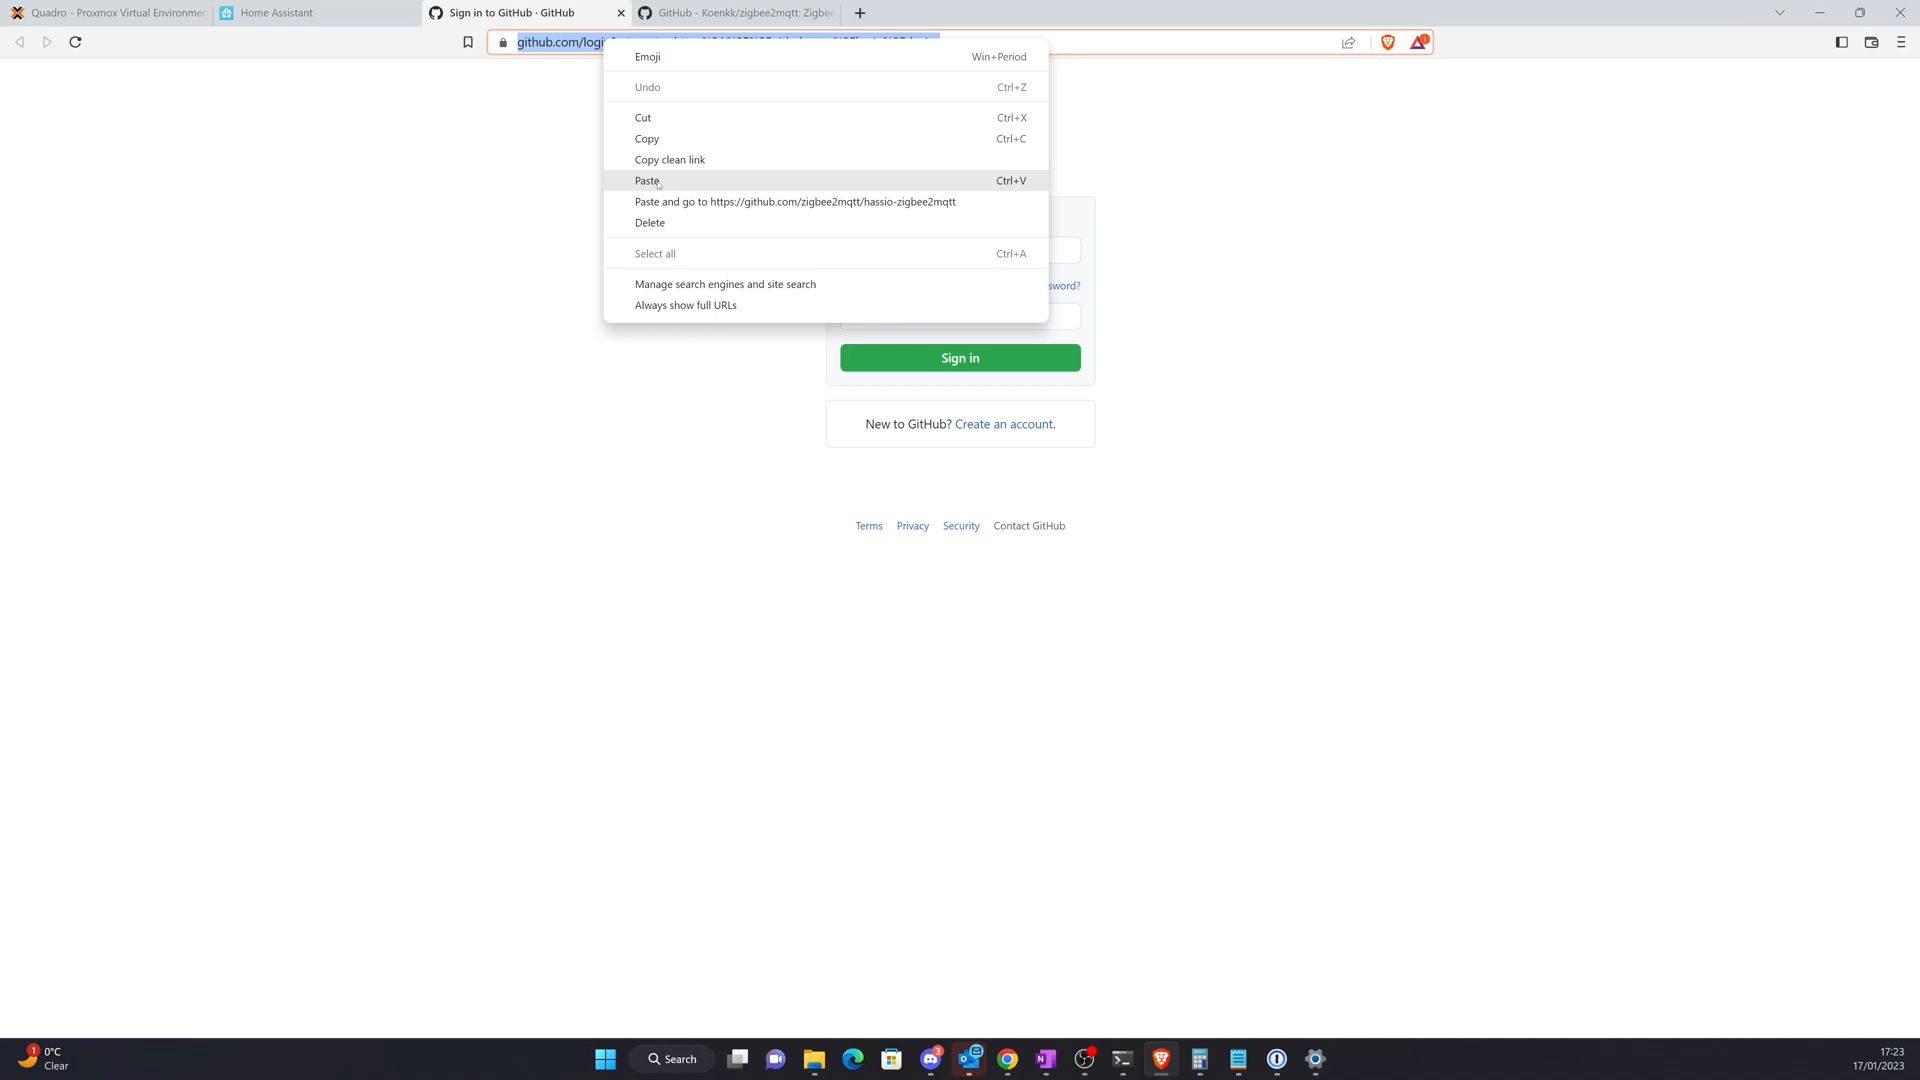 Quadro - Proxmox Virtual Environmen
Home Assistant
Sign in to GitHub · GitHub
GitHub - Koenkk/zigbee2mqtt: Zigbee
github.com/logi
1
Emoji Win+Period
Undo Ctrl+Z
Cut Ctrl+X
Copy Ctrl+C
Copy clean link
Paste Ctrl+V
Paste and go to https://github.com/zigbee2mqtt/hassio-zigbee2mqtt
Delete
Select all Ctrl+A
Manage search engines and site search
Always show full URLs
sword?
Sign in
New to GitHub? Create an account.
Terms Privacy Security Contact GitHub
1
0°C
Clear
Search
3
17:23
17/01/2023